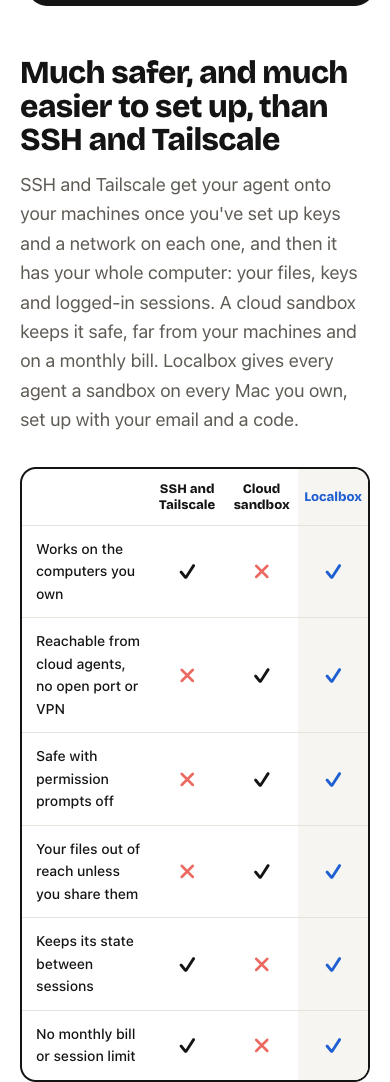 Much safer, and much
easier to set up, than
SSH and Tailscale
SSH and Tailscale get your agent onto
your machines once you've set up keys
and a network on each one, and then it
has your whole computer: your files, keys
and logged-in sessions. A cloud sandbox
keeps it safe, far from your machines and
on a monthly bill. Localbox gives every
agent a sandbox on every Mac you own,
set up with your email and a code.
SSH and
Tailscale
Cloud
sandbox
Localbox
Works on the
computers you
own
Reachable from
cloud agents,
no open port or
VPN
Safe with
permission
prompts off
Your files out of
reach unless
you share them
Keeps its state
between
sessions
No monthly bill
or session limit